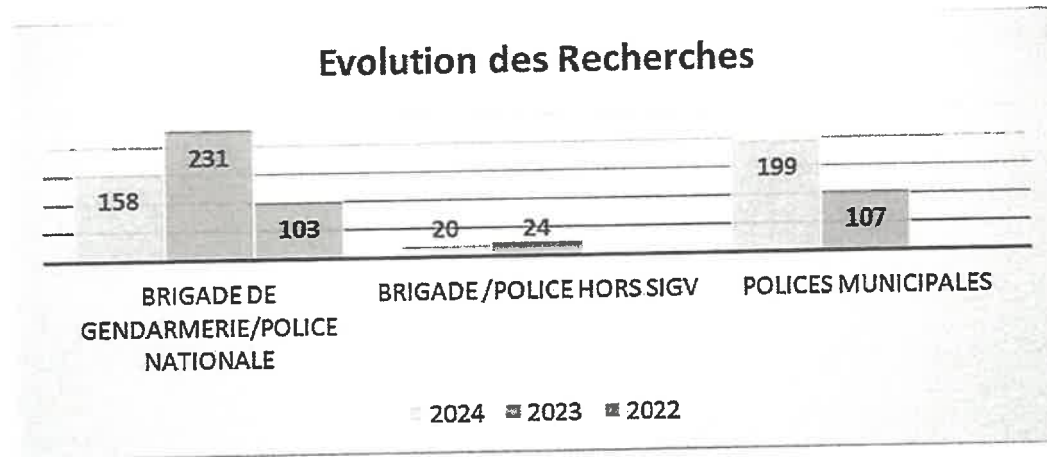 Evolution des Recherches
158
231
103
20
24
199
107
BRIGADE DE
GENDARMERIE/POLICE
NATIONALE
BRIGADE/POLICE HORS SIGV
POLICES MUNICIPALES
2024 2023 2022